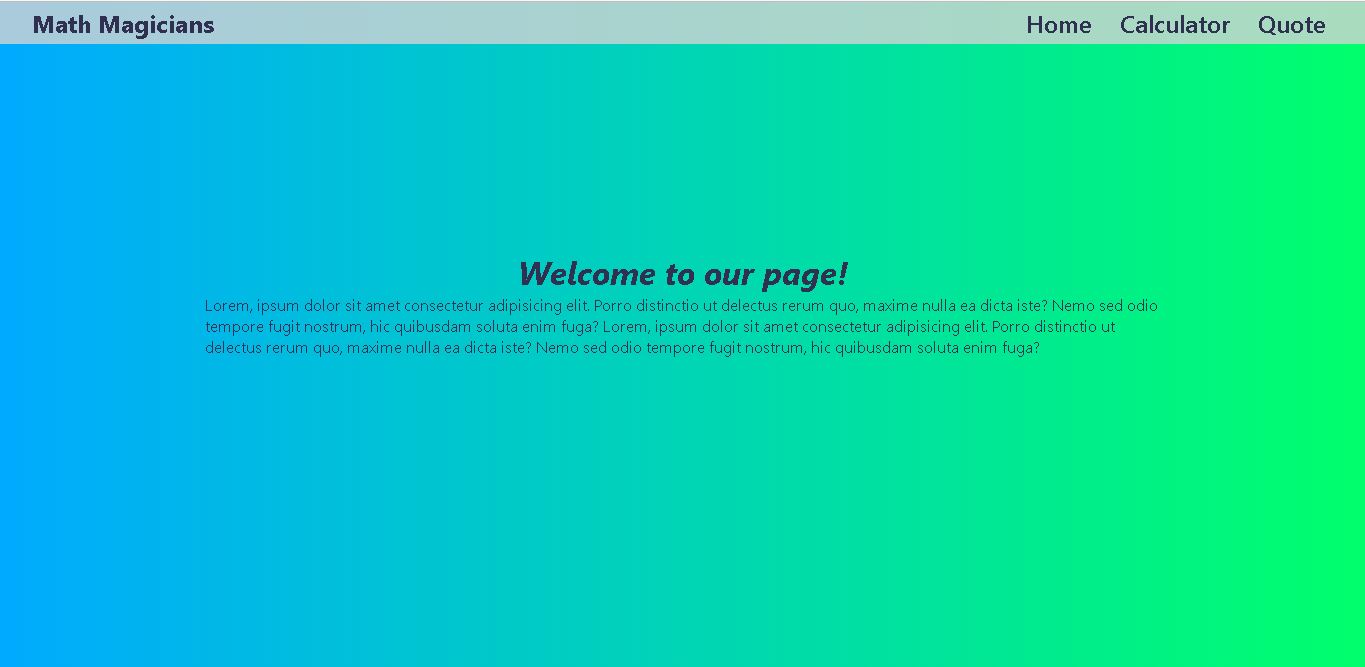 Math Magicians
Home Calculator Quote
Welcome to our page!
Lorem, ipsum dolor sit amet consectetur adipisicing elit. Porro distinctio ut delectus rerum quo, maxime nulla ea dicta iste? Nemo sed odio
tempore fugit nostrum, hic quibusdam soluta enim fuga? Lorem, ipsum dolor sit amet consectetur adipisicing elit. Porro distinctio ut
delectus rerum quo, maxime nulla ea dicta iste? Nemo sed odio tempore fugit nostrum, hic quibusdam soluta enim fuga?